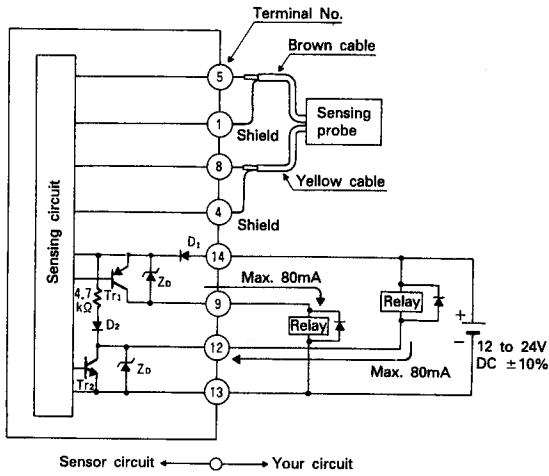 Terminal No.
Brown cable
5
Sensing
probe
1
Shield
8
Yellow cable
4
Shield
Sensing circuit
D1
14
Max. 80mA
4.7
kΩ
Tr1
ZD
9
Relay
Relay
D2
+
12
−
12 to 24V
DC ±10%
ZD
Max. 80mA
Tr2
13
Sensor circuit
Your circuit